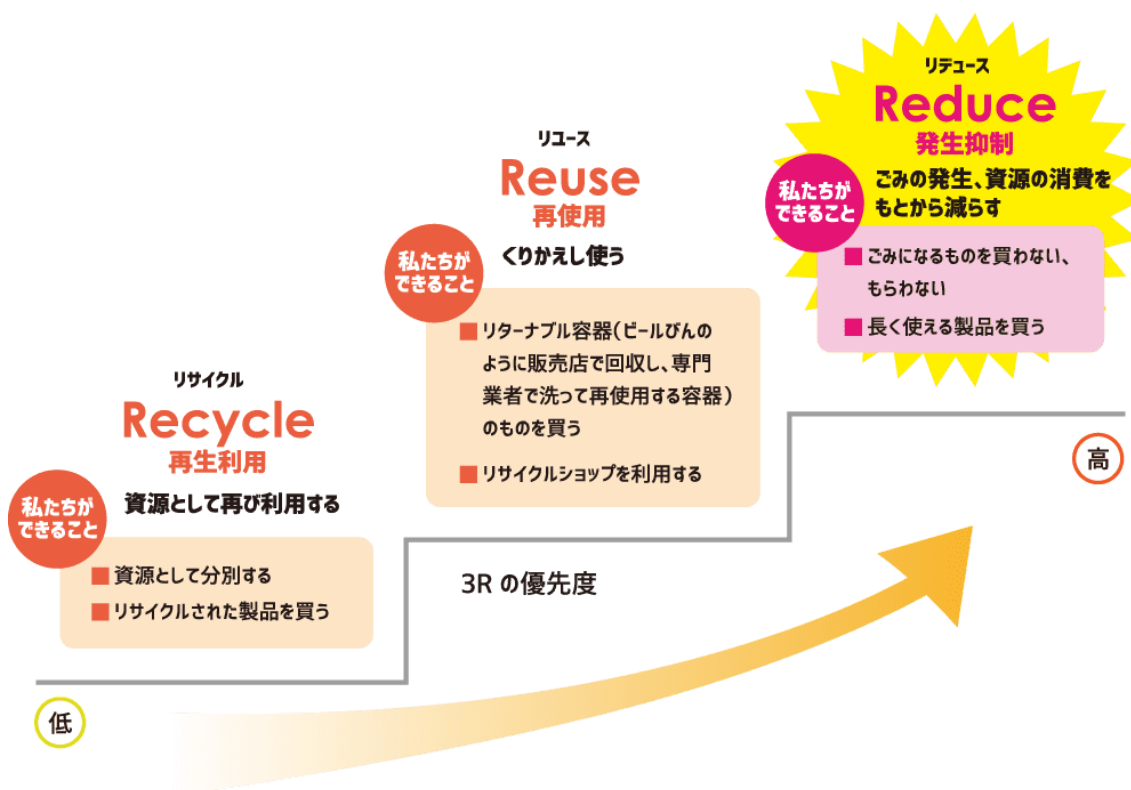 リサイクル
Recycle
再生利用
私たちが
できること
資源として再び利用する
■ 資源として分別する
■ リサイクルされた製品を買う
低
リユース
Reuse
再使用
私たちが
できること
くりかえし使う
■ リターナブル容器(ビールびんの
ように販売店で回収し、専門
業者で洗って再使用する容器)
のものを買う
■ リサイクルショップを利用する
3R の優先度
リデュース
Reduce
発生抑制
私たちが
できること
ごみの発生、資源の消費を
もとから減らす
■ ごみになるものを買わない、
もらわない
■ 長く使える製品を買う
高